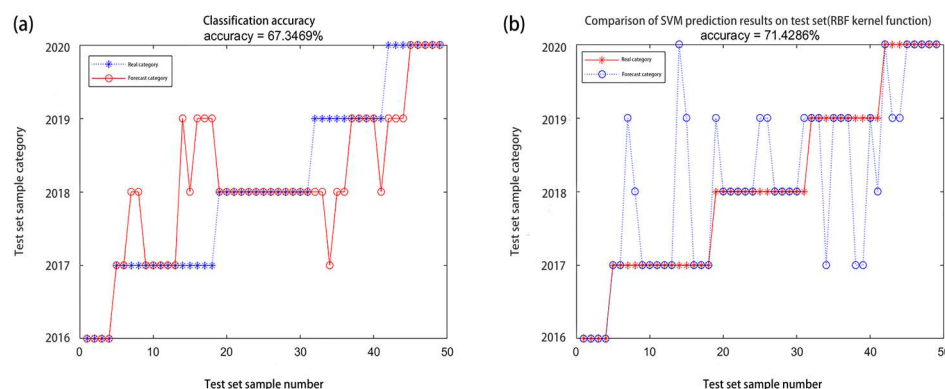 (a)
Classification accuracy
accuracy = 67.3469%
Real category
Forecast category
Test set sample category
2020
2019
2018
2017
2016
0 10 20 30 40 50
Test set sample number
(b)
Comparison of SVM prediction results on test set(RBF kernel function)
accuracy = 71.4286%
Real category
Forecast category
Test set sample category
2020
2019
2018
2017
2016
0 10 20 30 40 50
Test set sample number